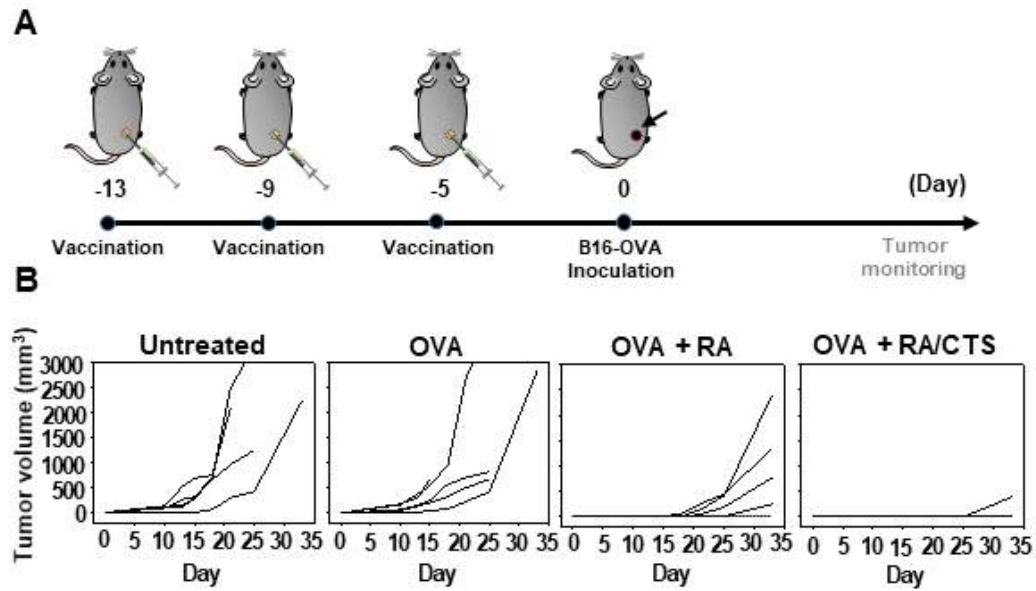 A
-13 -9 -5 0 (Day)
Vaccination Vaccination Vaccination B16-OVA
Inoculation
Tumor
monitoring
B
Untreated OVA OVA + RA OVA + RA/CTS
Tumor volume (mm³)
3000
2500
2000
1500
1000
500
0
0 5 10 15 20 25 30 35 0 5 10 15 20 25 30 35 0 5 10 15 20 25 30 35 0 5 10 15 20 25 30 35
Day Day Day Day